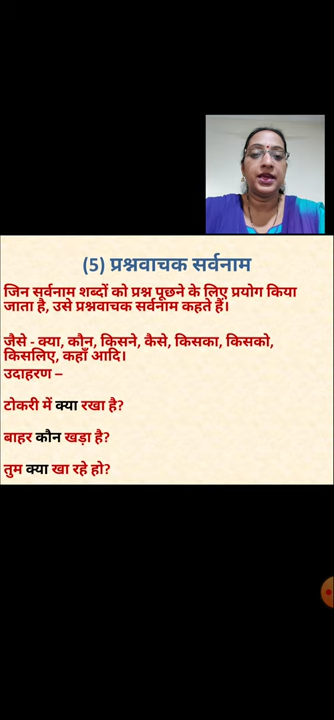 (5) प्रश्नवाचक सर्वनाम
जिन सर्वनाम शब्दों को प्रश्न पूछने के लिए प्रयोग किया
जाता है, उसे प्रश्नवाचक सर्वनाम कहते हैं।
जैसे - क्या, कौन, किसने, कैसे, किसका, किसको,
किसलिए, कहाँ आदि।
उदाहरण –
टोकरी में क्या रखा है?
बाहर कौन खड़ा है?
तुम क्या खा रहे हो?